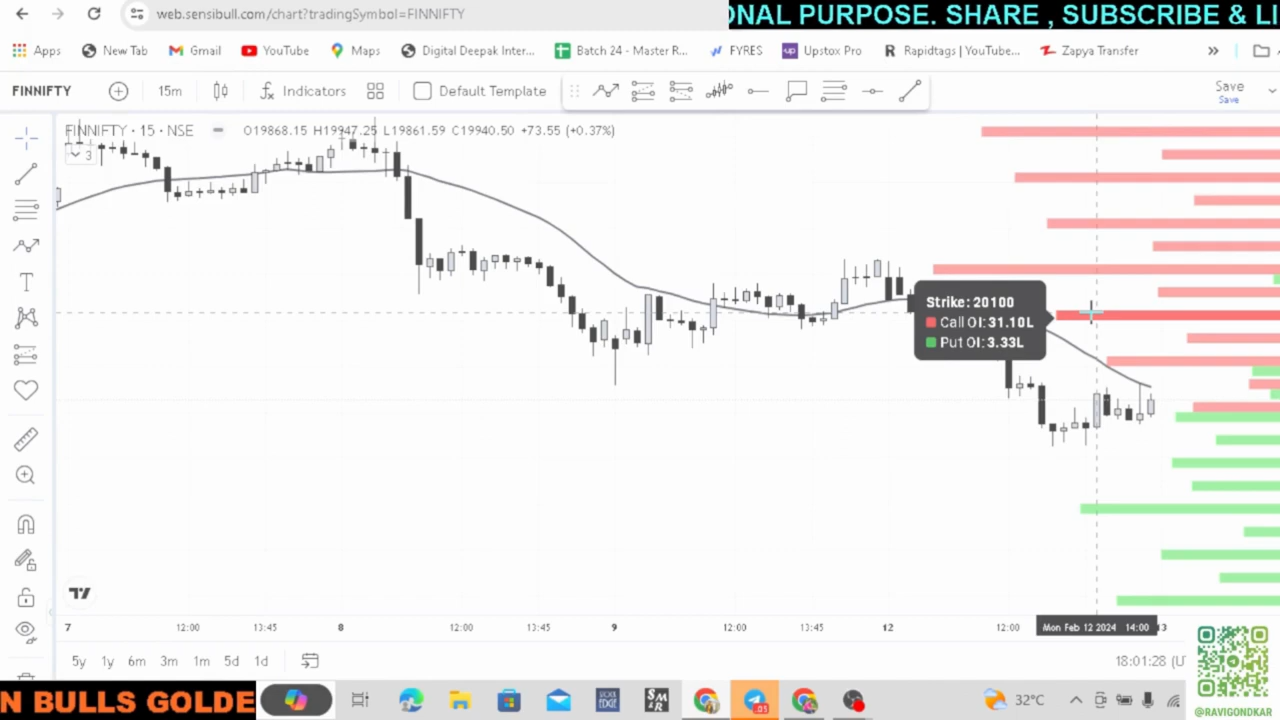 web.sensibull.com/chart?tradingSymbol=FINNIFTY
ONAL PURPOSE. SHARE , SUBSCRIBE & LI
Apps New Tab Gmail YouTube Maps Digital Deepak Inter... Batch 24 - Master R... FYRES Upstox Pro Rapidtags | YouTube... Zapya Transfer
FINNIFTY 15m Indicators Default Template Save
Save
FINNIFTY · 15 · NSE O19868.15 H19947.25 L19861.59 C19940.50 +73.55 (+0.37%)
3
Strike: 20100
Call OI: 31.10L
Put OI: 3.33L
7 12:00 13:45 8 12:00 13:45 9 12:00 13:45 12 12:00 Mon Feb 12 2024 14:00 13
5y 1y 6m 3m 1m 5d 1d 18:01:28 (U
N BULLS GOLDE
32°C
@RAVIGONDKAR